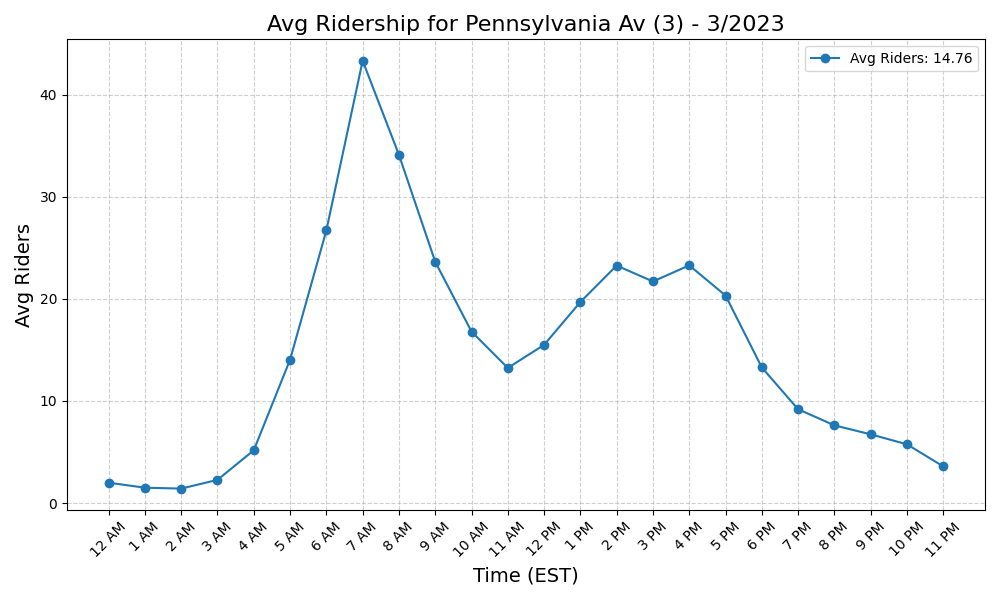 Avg Ridership for Pennsylvania Av (3) - 3/2023
Avg Riders: 14.76
Avg Riders
40
30
20
10
0
12 AM
1 AM
2 AM
3 AM
4 AM
5 AM
6 AM
7 AM
8 AM
9 AM
10 AM
11 AM
12 PM
1 PM
2 PM
3 PM
4 PM
5 PM
6 PM
7 PM
8 PM
9 PM
10 PM
11 PM
Time (EST)